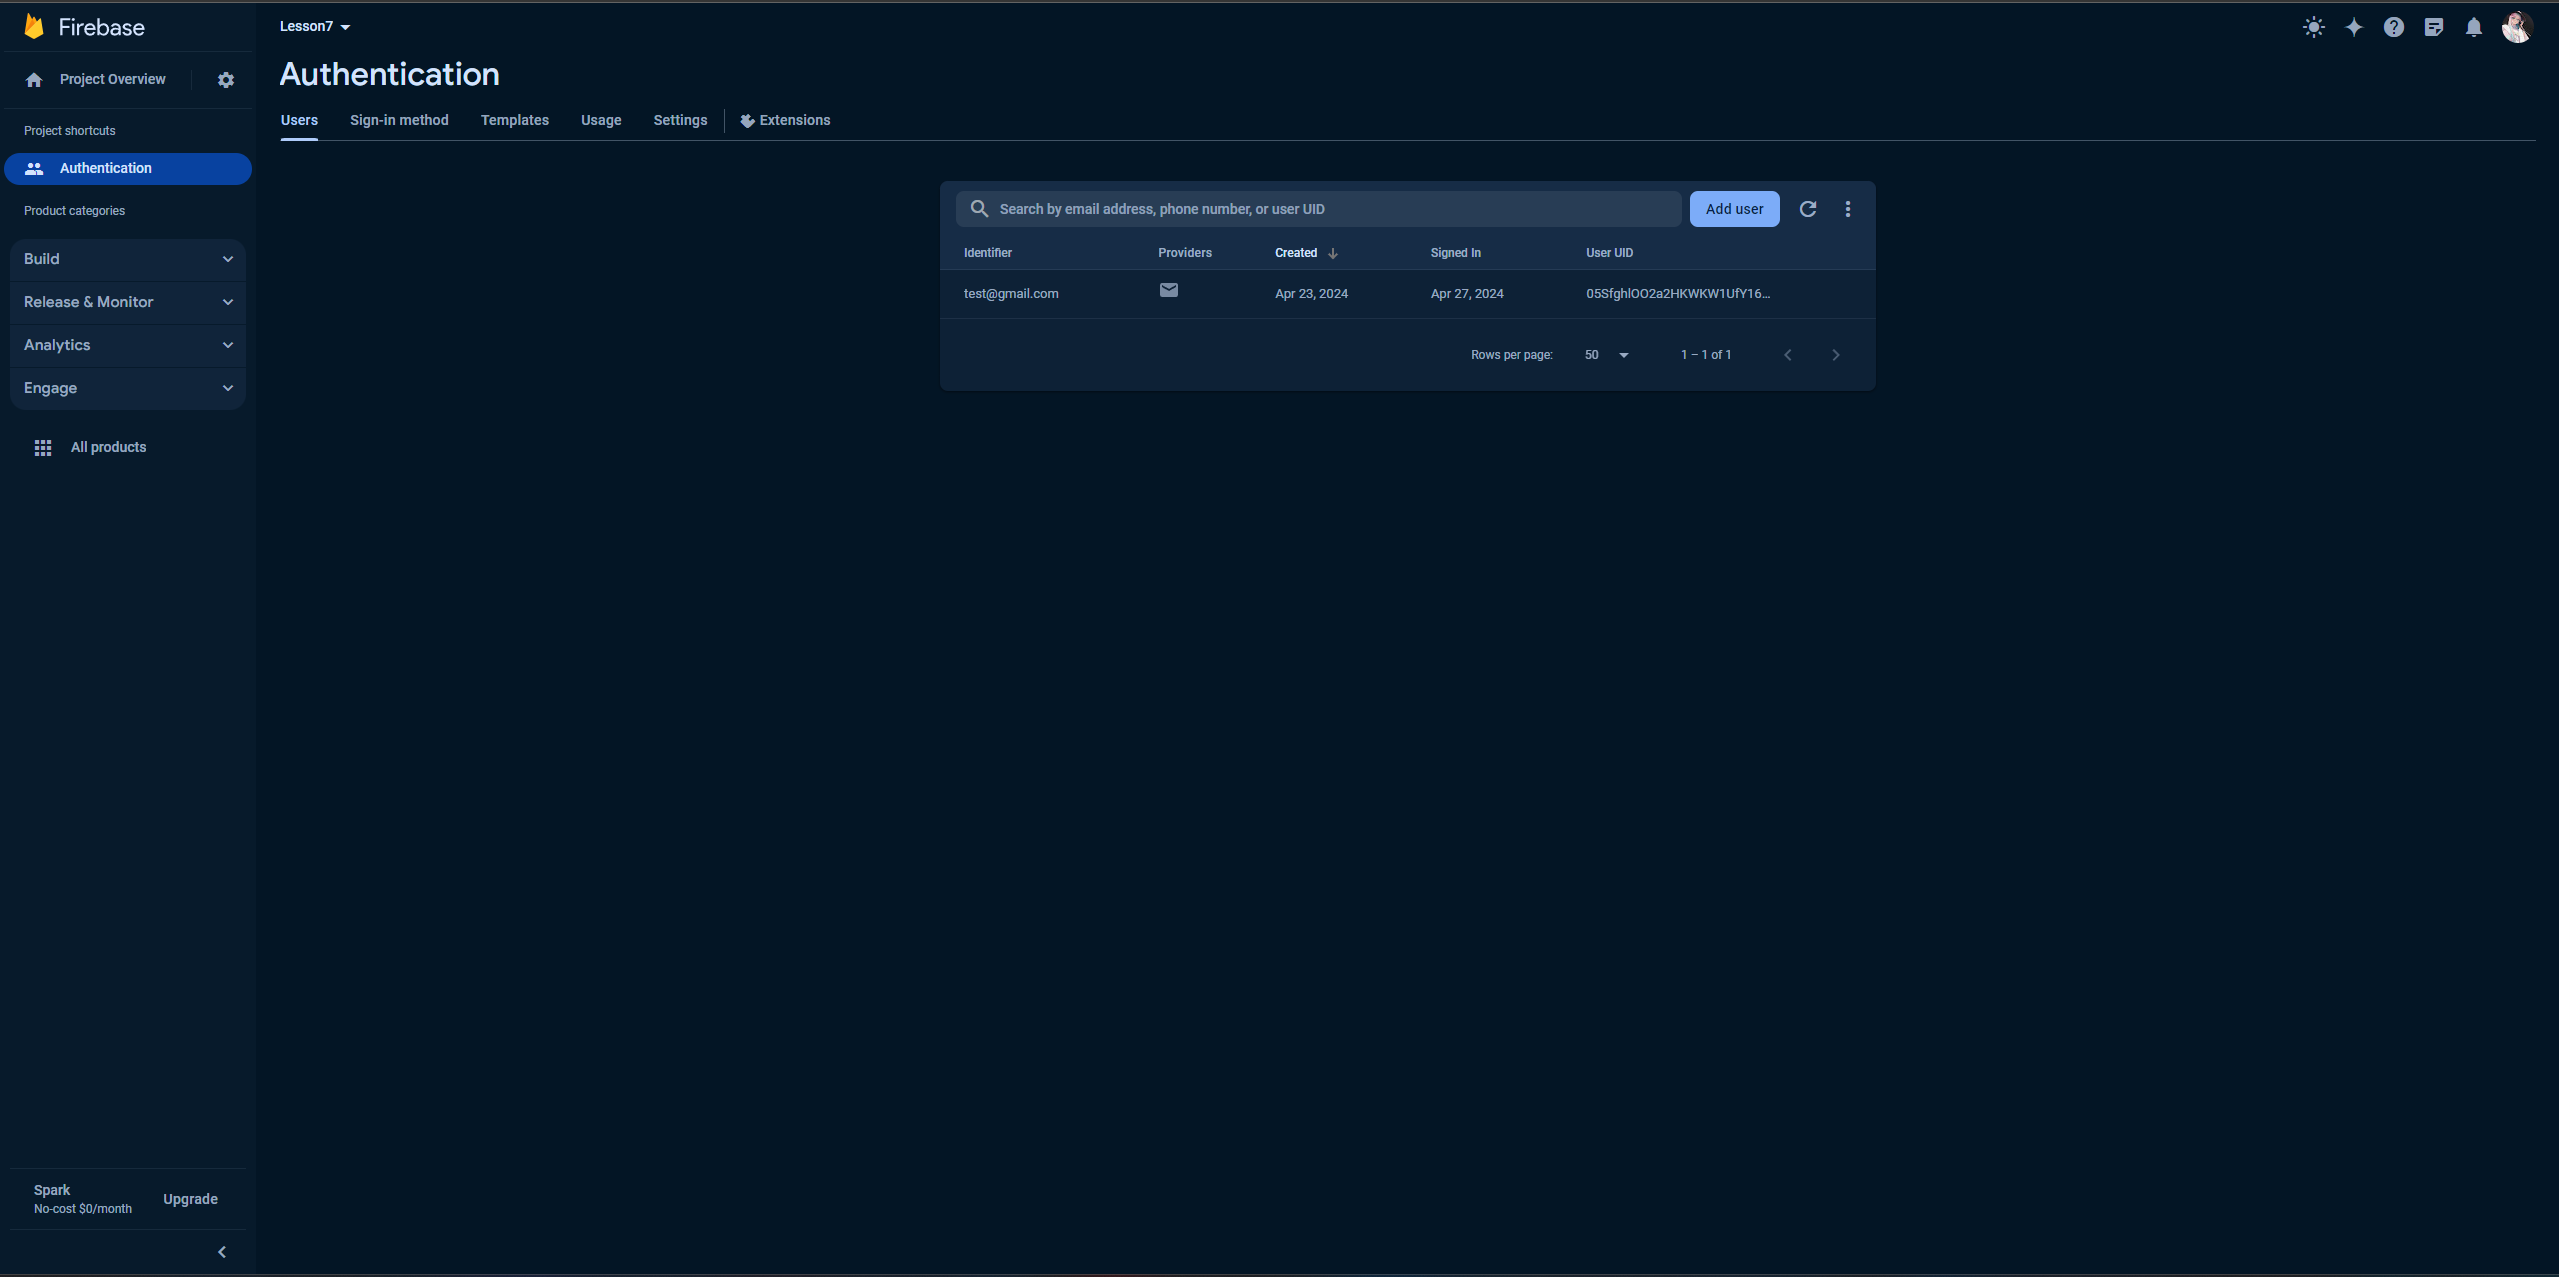 Firebase
Project Overview
Project shortcuts
Authentication
Product categories
Build
Release & Monitor
Analytics
Engage
All products
Spark
No-cost $0/month
Upgrade
Lesson7
Authentication
Users
Sign-in method
Templates
Usage
Settings
Extensions
Search by email address, phone number, or user UID
Add user
Identifier
Providers
Created
Signed In
User UID
test@gmail.com
Apr 23, 2024
Apr 27, 2024
05SfghlOO2a2HKWKW1UfY16...
Rows per page:
50
1 – 1 of 1